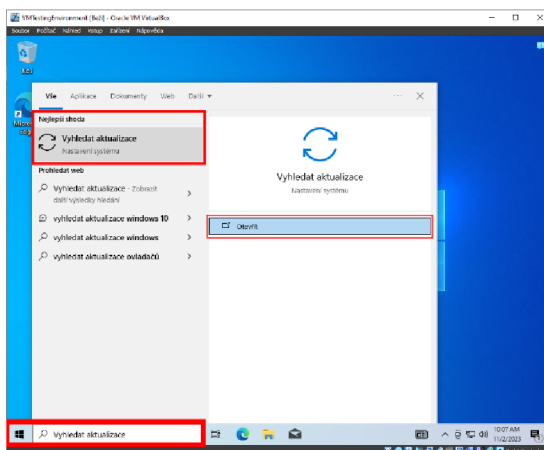 VMTestingEnvironment [Běží] - Oracle VM VirtualBox
Soubor Počítač Náhled Vstup Zařízení Nápověda
Koš
Vše Aplikace Dokumenty Web Další
Nejlepší shoda
Vyhledat aktualizace
Nastavení systému
Prohledat web
Vyhledat aktualizace - Zobrazit
další výsledky hledání
vyhledat aktualizace windows 10
vyhledat aktualizace windows
vyhledat aktualizace ovladačů
Vyhledat aktualizace
Nastavení systému
Otevřít
Vyhledat aktualizace
10:07 AM
11/2/2023